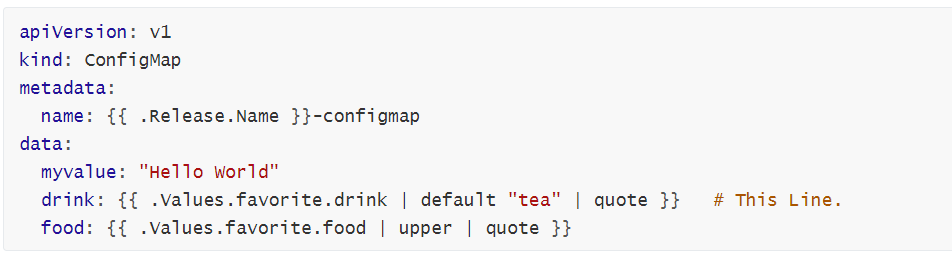 apiVersion: v1
kind: ConfigMap
metadata:
  name: {{ .Release.Name }}-configmap
data:
  myvalue: "Hello World"
  drink: {{ .Values.favorite.drink | default "tea" | quote }}   # This Line.
  food: {{ .Values.favorite.food | upper | quote }}